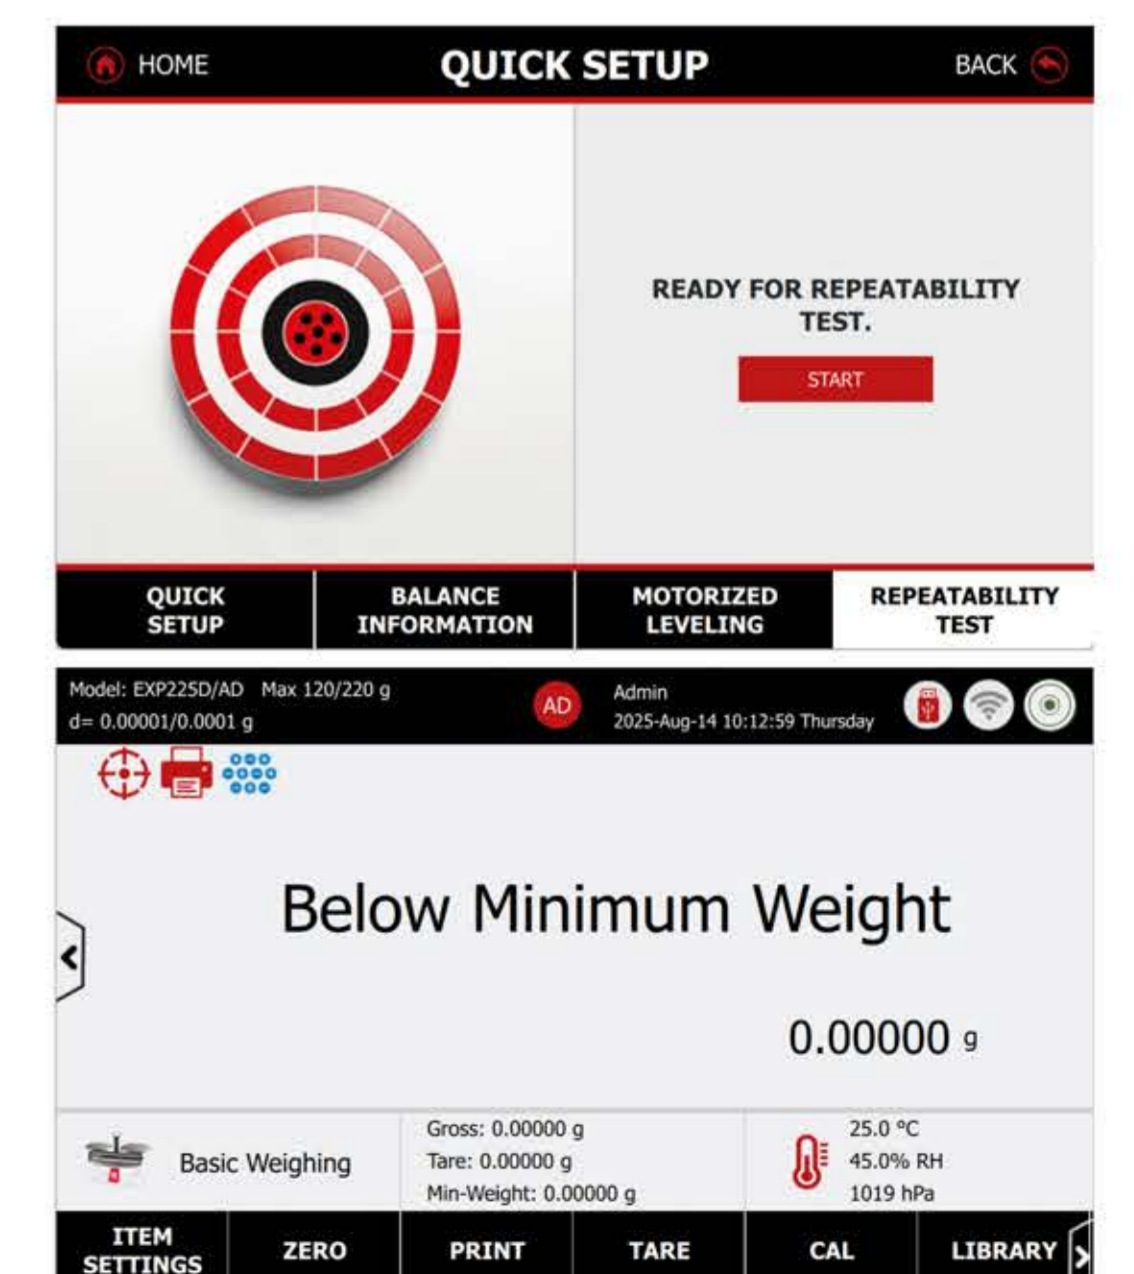 HOME
QUICK SETUP
BACK
READY FOR REPEATABILITY
TEST.
START
QUICK
SETUP
BALANCE
INFORMATION
MOTORIZED
LEVELING
REPEATABILITY
TEST
Model: EXP225D/AD Max 120/220 g
d= 0.00001/0.0001 g
AD
Admin
2025-Aug-14 10:12:59 Thursday
Below Minimum Weight
0.00000 g
Basic Weighing
Gross: 0.00000 g
Tare: 0.00000 g
Min-Weight: 0.00000 g
25.0 °C
45.0% RH
1019 hPa
ITEM
SETTINGS
ZERO
PRINT
TARE
CAL
LIBRARY